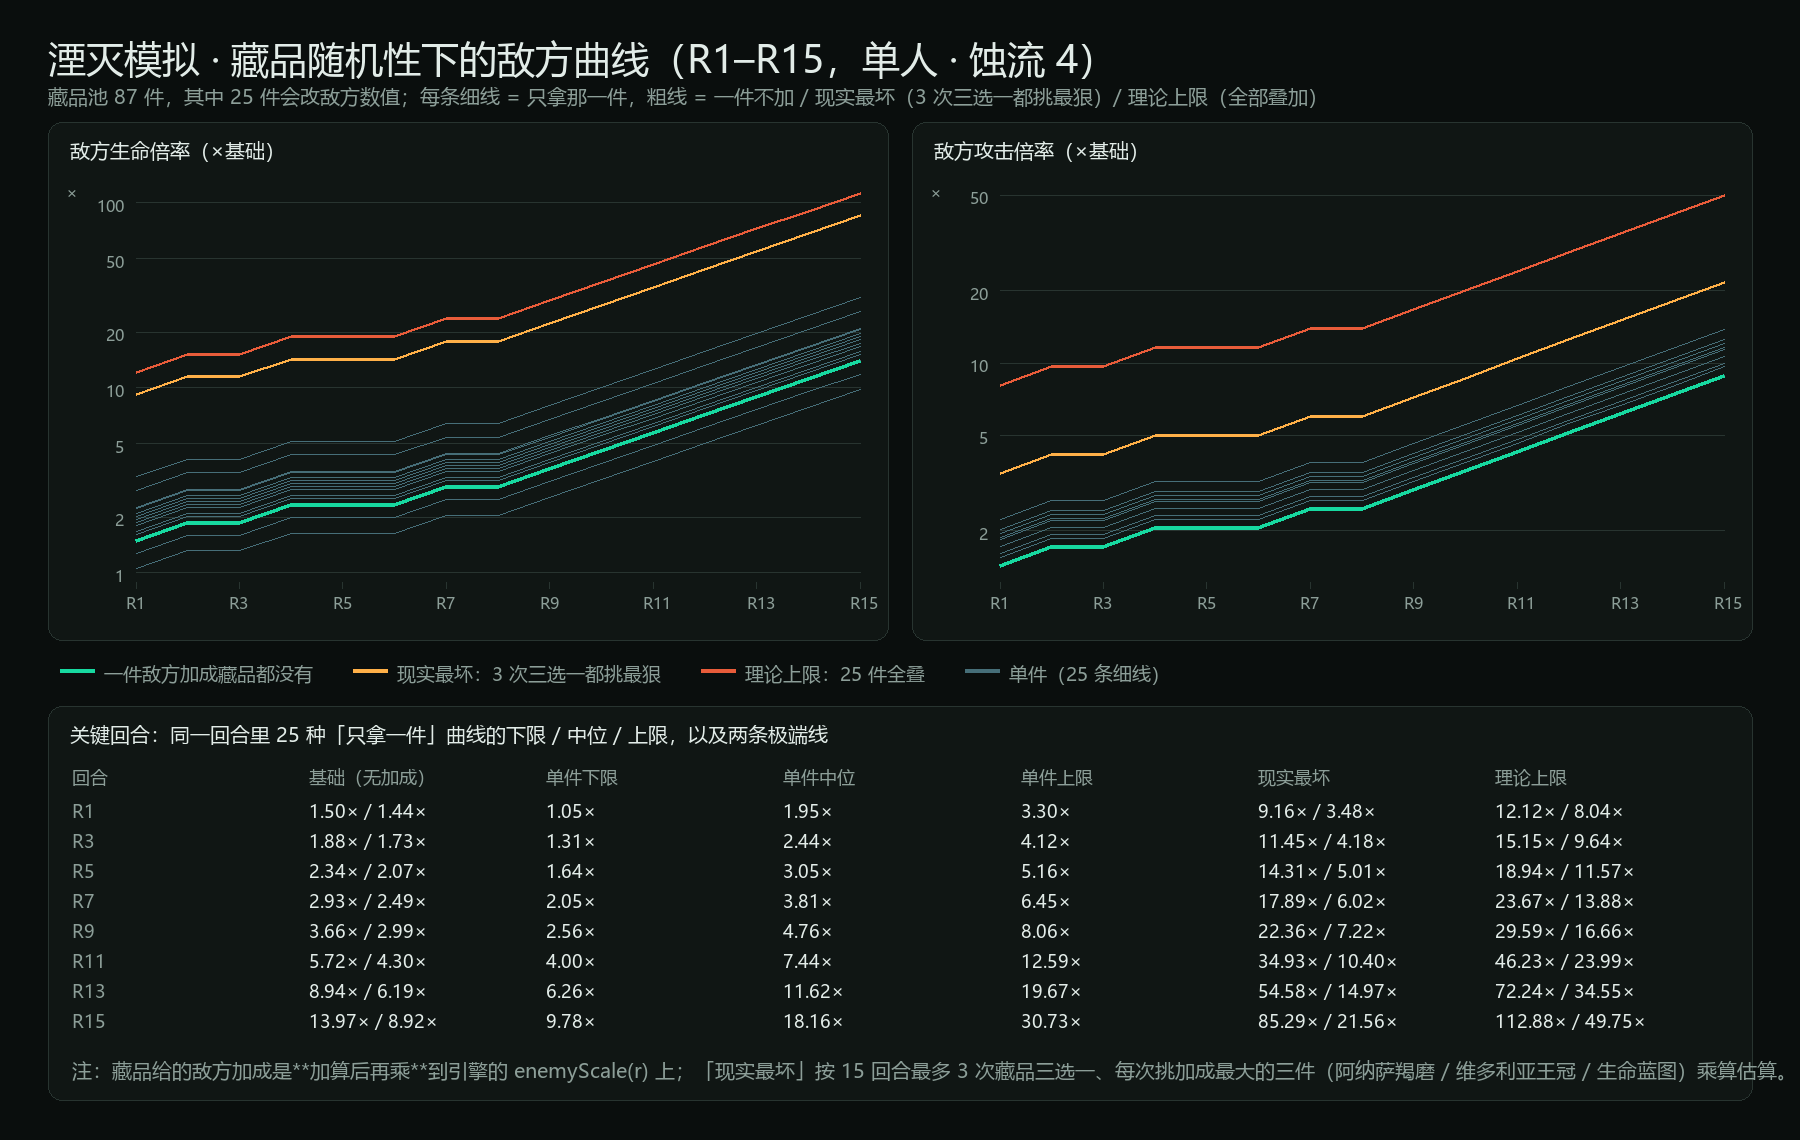 湮灭模拟 · 藏品随机性下的敌方曲线（R1–R15，单人 · 蚀流 4）
藏品池 87 件，其中 25 件会改敌方数值；每条细线 = 只拿那一件，粗线 = 一件不加 / 现实最坏（3 次三选一都挑最狠）/ 理论上限（全部叠加）
敌方生命倍率（×基础）
×
100
50
20
10
5
2
1
R1 R3 R5 R7 R9 R11 R13 R15
敌方攻击倍率（×基础）
×
50
20
10
5
2
R1 R3 R5 R7 R9 R11 R13 R15
一件敌方加成藏品都没有 现实最坏：3 次三选一都挑最狠 理论上限：25 件全叠 单件（25 条细线）
关键回合：同一回合里 25 种「只拿一件」曲线的下限 / 中位 / 上限，以及两条极端线
回合 基础（无加成） 单件下限 单件中位 单件上限 现实最坏 理论上限
R1 1.50× / 1.44× 1.05× 1.95× 3.30× 9.16× / 3.48× 12.12× / 8.04×
R3 1.88× / 1.73× 1.31× 2.44× 4.12× 11.45× / 4.18× 15.15× / 9.64×
R5 2.34× / 2.07× 1.64× 3.05× 5.16× 14.31× / 5.01× 18.94× / 11.57×
R7 2.93× / 2.49× 2.05× 3.81× 6.45× 17.89× / 6.02× 23.67× / 13.88×
R9 3.66× / 2.99× 2.56× 4.76× 8.06× 22.36× / 7.22× 29.59× / 16.66×
R11 5.72× / 4.30× 4.00× 7.44× 12.59× 34.93× / 10.40× 46.23× / 23.99×
R13 8.94× / 6.19× 6.26× 11.62× 19.67× 54.58× / 14.97× 72.24× / 34.55×
R15 13.97× / 8.92× 9.78× 18.16× 30.73× 85.29× / 21.56× 112.88× / 49.75×
注：藏品给的敌方加成是**加算后再乘**到引擎的 enemyScale(r) 上；「现实最坏」按 15 回合最多 3 次藏品三选一、每次挑加成最大的三件（阿纳萨羯磨 / 维多利亚王冠 / 生命蓝图）乘算估算。